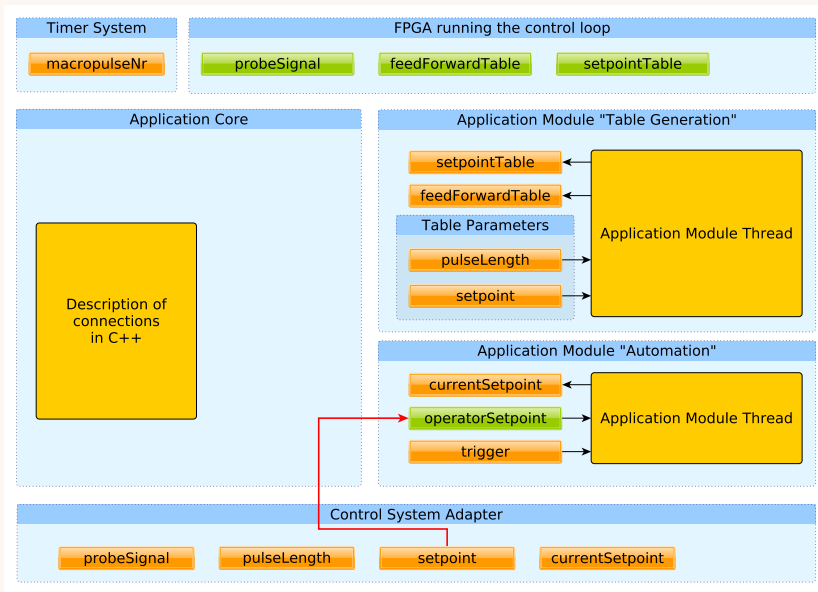 Timer System
macropulseNr
FPGA running the control loop
probeSignal
feedForwardTable
setpointTable
Application Core
Description of
connections
in C++
Application Module "Table Generation"
setpointTable
feedForwardTable
Table Parameters
pulseLength
setpoint
Application Module Thread
Application Module "Automation"
currentSetpoint
operatorSetpoint
trigger
Application Module Thread
Control System Adapter
probeSignal
pulseLength
setpoint
currentSetpoint